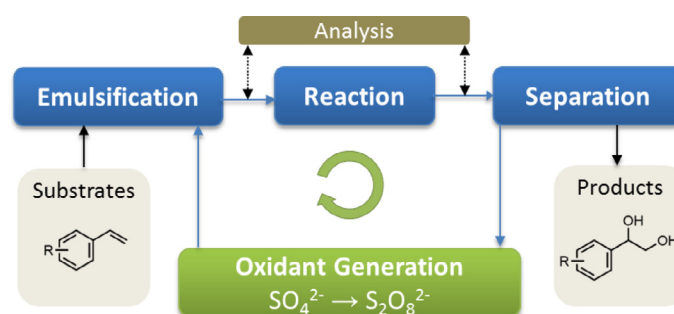 Analysis
Emulsification
Reaction
Separation
Substrates
R
Products
OH
OH
R
Oxidant Generation
SO₄²⁻ → S₂O₈²⁻